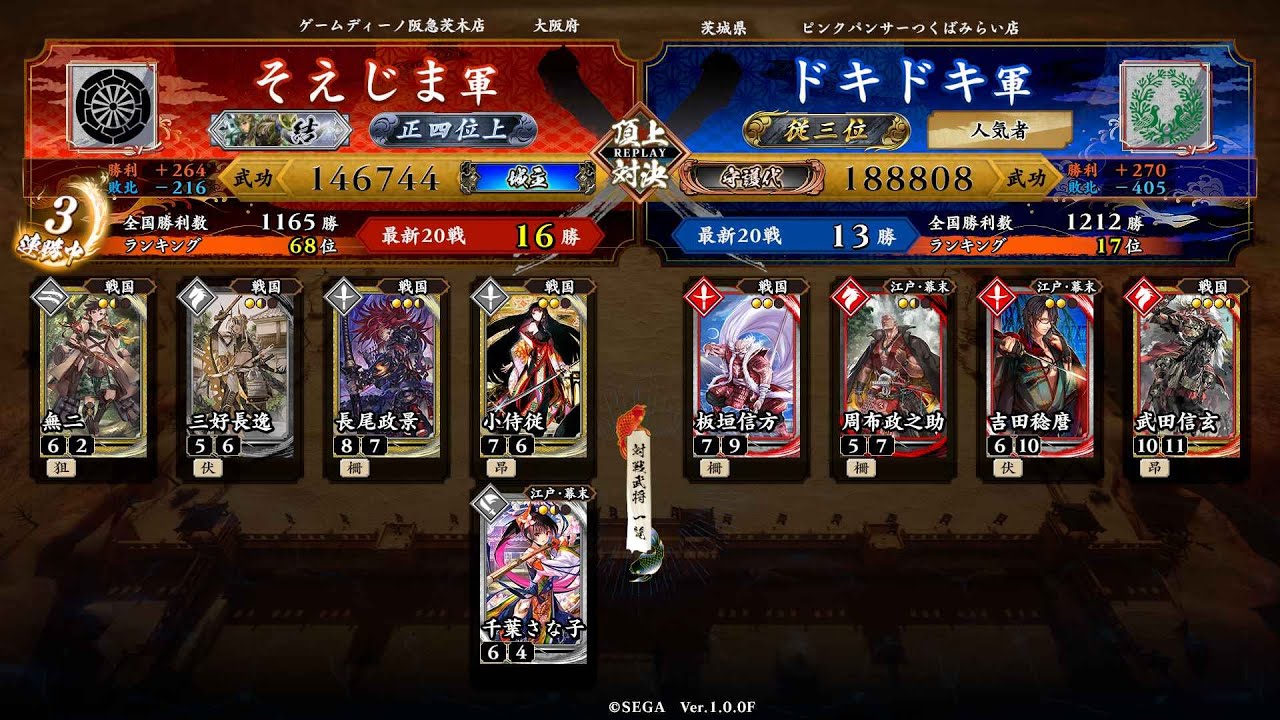 ゲームディーノ阪急茨木店 大阪府
茨城県 ピンクパンサーつくばみらい店
そえじま軍
ドキドキ軍
結 正四位上
従三位 人気者
頂上
REPLAY
対決
勝利 +264
敗北 -216
武功 146744 城主
守護代 188888 武功
勝利 +270
敗北 -405
3
連勝中
全国勝利数 1165勝
ランキング 68位
最新20戦 16勝
最新20戦 13勝
全国勝利数 1212勝
ランキング 17位
戦国 戦国 戦国 戦国 戦国 江戸・幕末 江戸・幕末 戦国
無二 三好長逸 長尾政景 小侍従 板垣信方 周布政之助 吉田稔麿 武田信玄
6 2 5 6 8 7 7 6 7 9 5 7 6 10 10 11
狙 伏 柵 昴 柵 柵 伏 昴
対戦武将一覧
江戸・幕末
千葉さな子
6 4
©SEGA Ver.1.0.0F